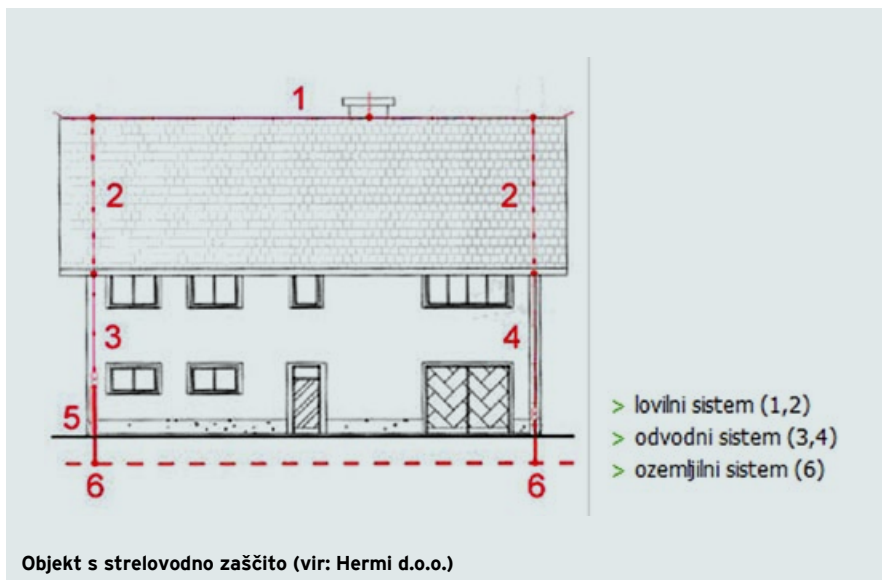 1
2
2
3
4
5
6
6
> lovilni sistem (1,2)
> odvodni sistem (3,4)
> ozemljilni sistem (6)
Objekt s strelovodno zaščito (vir: Hermi d.o.o.)